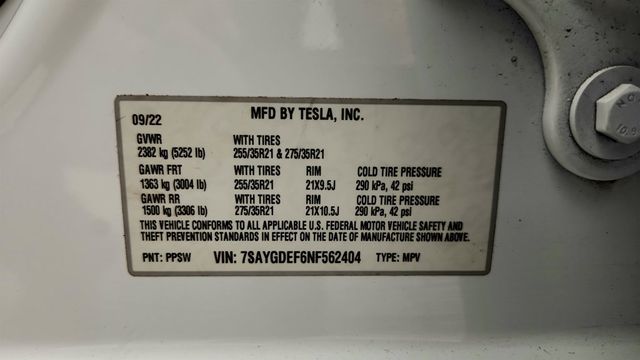 09/22 MFD BY TESLA, INC.
GVWR WITH TIRES
2382 kg (5252 lb) 255/35R21 & 275/35R21
GAWR FRT WITH TIRES RIM COLD TIRE PRESSURE
1363 kg (3004 lb) 255/35R21 21X9.5J 290 kPa, 42 psi
GAWR RR WITH TIRES RIM COLD TIRE PRESSURE
1500 kg (3306 lb) 275/35R21 21X10.5J 290 kPa, 42 psi
THIS VEHICLE CONFORMS TO ALL APPLICABLE U.S. FEDERAL MOTOR VEHICLE SAFETY AND
THEFT PREVENTION STANDARDS IN EFFECT ON THE DATE OF MANUFACTURE SHOWN ABOVE.
PNT: PPSW VIN: 7SAYGDEF6NF562404 TYPE: MPV